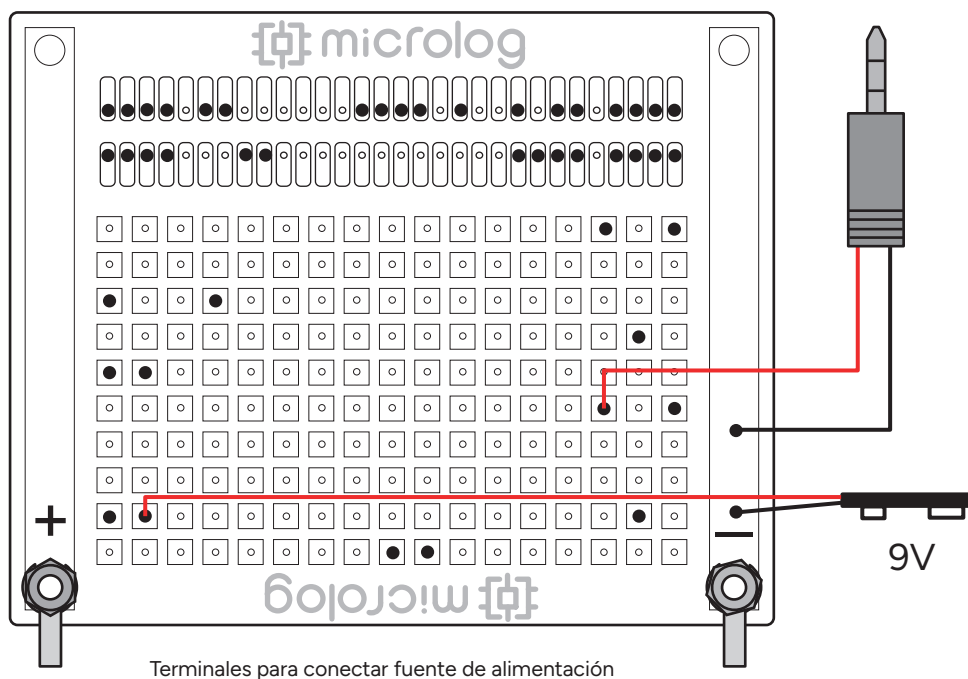 microlog
+
−
9V
microlog
Terminales para conectar fuente de alimentación